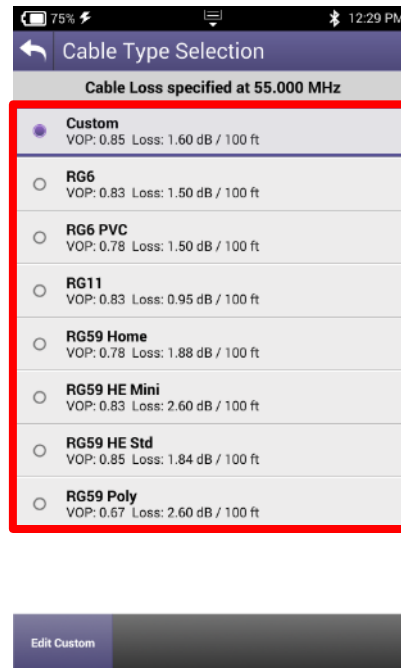 75%
12:29 PM
Cable Type Selection
Cable Loss specified at 55.000 MHz
Custom
VOP: 0.85 Loss: 1.60 dB / 100 ft
RG6
VOP: 0.83 Loss: 1.50 dB / 100 ft
RG6 PVC
VOP: 0.78 Loss: 1.50 dB / 100 ft
RG11
VOP: 0.83 Loss: 0.95 dB / 100 ft
RG59 Home
VOP: 0.78 Loss: 1.88 dB / 100 ft
RG59 HE Mini
VOP: 0.83 Loss: 2.60 dB / 100 ft
RG59 HE Std
VOP: 0.85 Loss: 1.84 dB / 100 ft
RG59 Poly
VOP: 0.67 Loss: 2.60 dB / 100 ft
Edit Custom